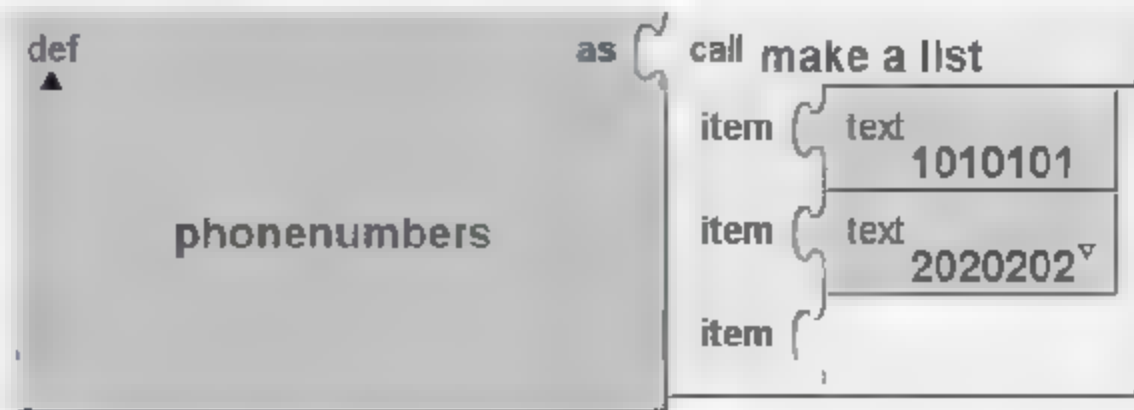 def as call make a list
item text
1010101
phonenumbers item text
2020202
item